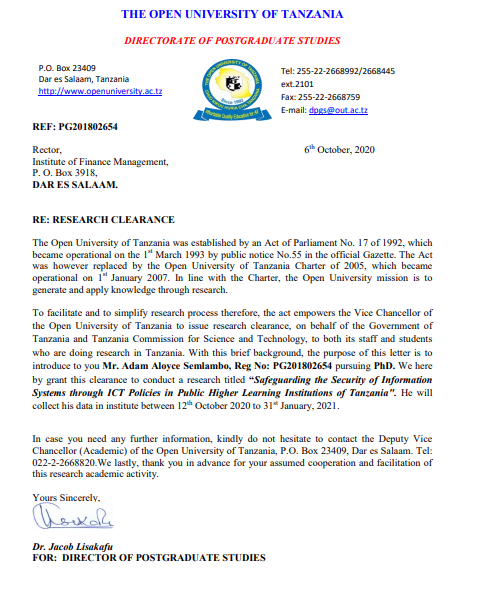 THE OPEN UNIVERSITY OF TANZANIA
DIRECTORATE OF POSTGRADUATE STUDIES
P.O. Box 23409
Dar es Salaam, Tanzania
http://www.openuniversity.ac.tz
Tel: 255-22-2668992/2668445
ext.2101
Fax: 255-22-2668759
E-mail: dpgs@out.ac.tz
REF: PG201802654
Rector,
6th October, 2020
Institute of Finance Management,
P. O. Box 3918,
DAR ES SALAAM.
RE: RESEARCH CLEARANCE
The Open University of Tanzania was established by an Act of Parliament No. 17 of 1992, which
became operational on the 1st March 1993 by public notice No.55 in the official Gazette. The Act
was however replaced by the Open University of Tanzania Charter of 2005, which became
operational on 1st January 2007. In line with the Charter, the Open University mission is to
generate and apply knowledge through research.
To facilitate and to simplify research process therefore, the act empowers the Vice Chancellor of
the Open University of Tanzania to issue research clearance, on behalf of the Government of
Tanzania and Tanzania Commission for Science and Technology, to both its staff and students
who are doing research in Tanzania. With this brief background, the purpose of this letter is to
introduce to you Mr. Adam Aloyce Semlambo, Reg No: PG201802654 pursuing PhD. We here
by grant this clearance to conduct a research titled “Safeguarding the Security of Information
Systems through ICT Policies in Public Higher Learning Institutions of Tanzania". He will
collect his data in institute between 12th October 2020 to 31st January, 2021.
In case you need any further information, kindly do not hesitate to contact the Deputy Vice
Chancellor (Academic) of the Open University of Tanzania, P.O. Box 23409, Dar es Salaam. Tel:
022-2-2668820.We lastly, thank you in advance for your assumed cooperation and facilitation of
this research academic activity.
Yours Sincerely,
Dr. Jacob Lisakafu
FOR: DIRECTOR OF POSTGRADUATE STUDIES